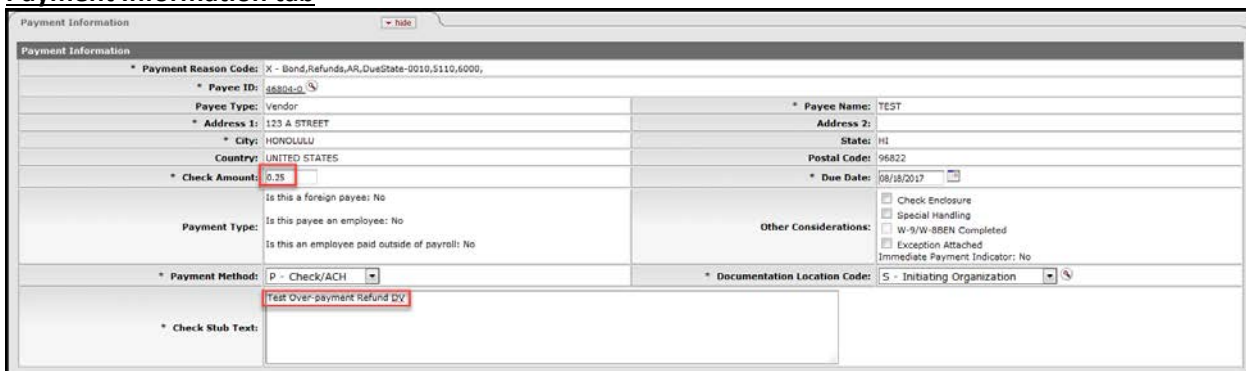 Payment Information tab
Payment Information hide
Payment Information
* Payment Reason Code: X - Bond,Refunds,AR,DueState-0010,5110,6000,
* Payee ID: 46804-0
Payee Type: Vendor * Payee Name: TEST
* Address 1: 123 A STREET Address 2:
* City: HONOLULU State: HI
Country: UNITED STATES Postal Code: 96822
* Check Amount: 0.25 * Due Date: 08/18/2017
Payment Type: Is this a foreign payee: No
Is this payee an employee: No
Is this an employee paid outside of payroll: No
Other Considerations: Check Enclosure
Special Handling
W-9/W-8BEN Completed
Exception Attached
Immediate Payment Indicator: No
* Payment Method: P - Check/ACH * Documentation Location Code: S - Initiating Organization
* Check Stub Text: Test Over-payment Refund DV